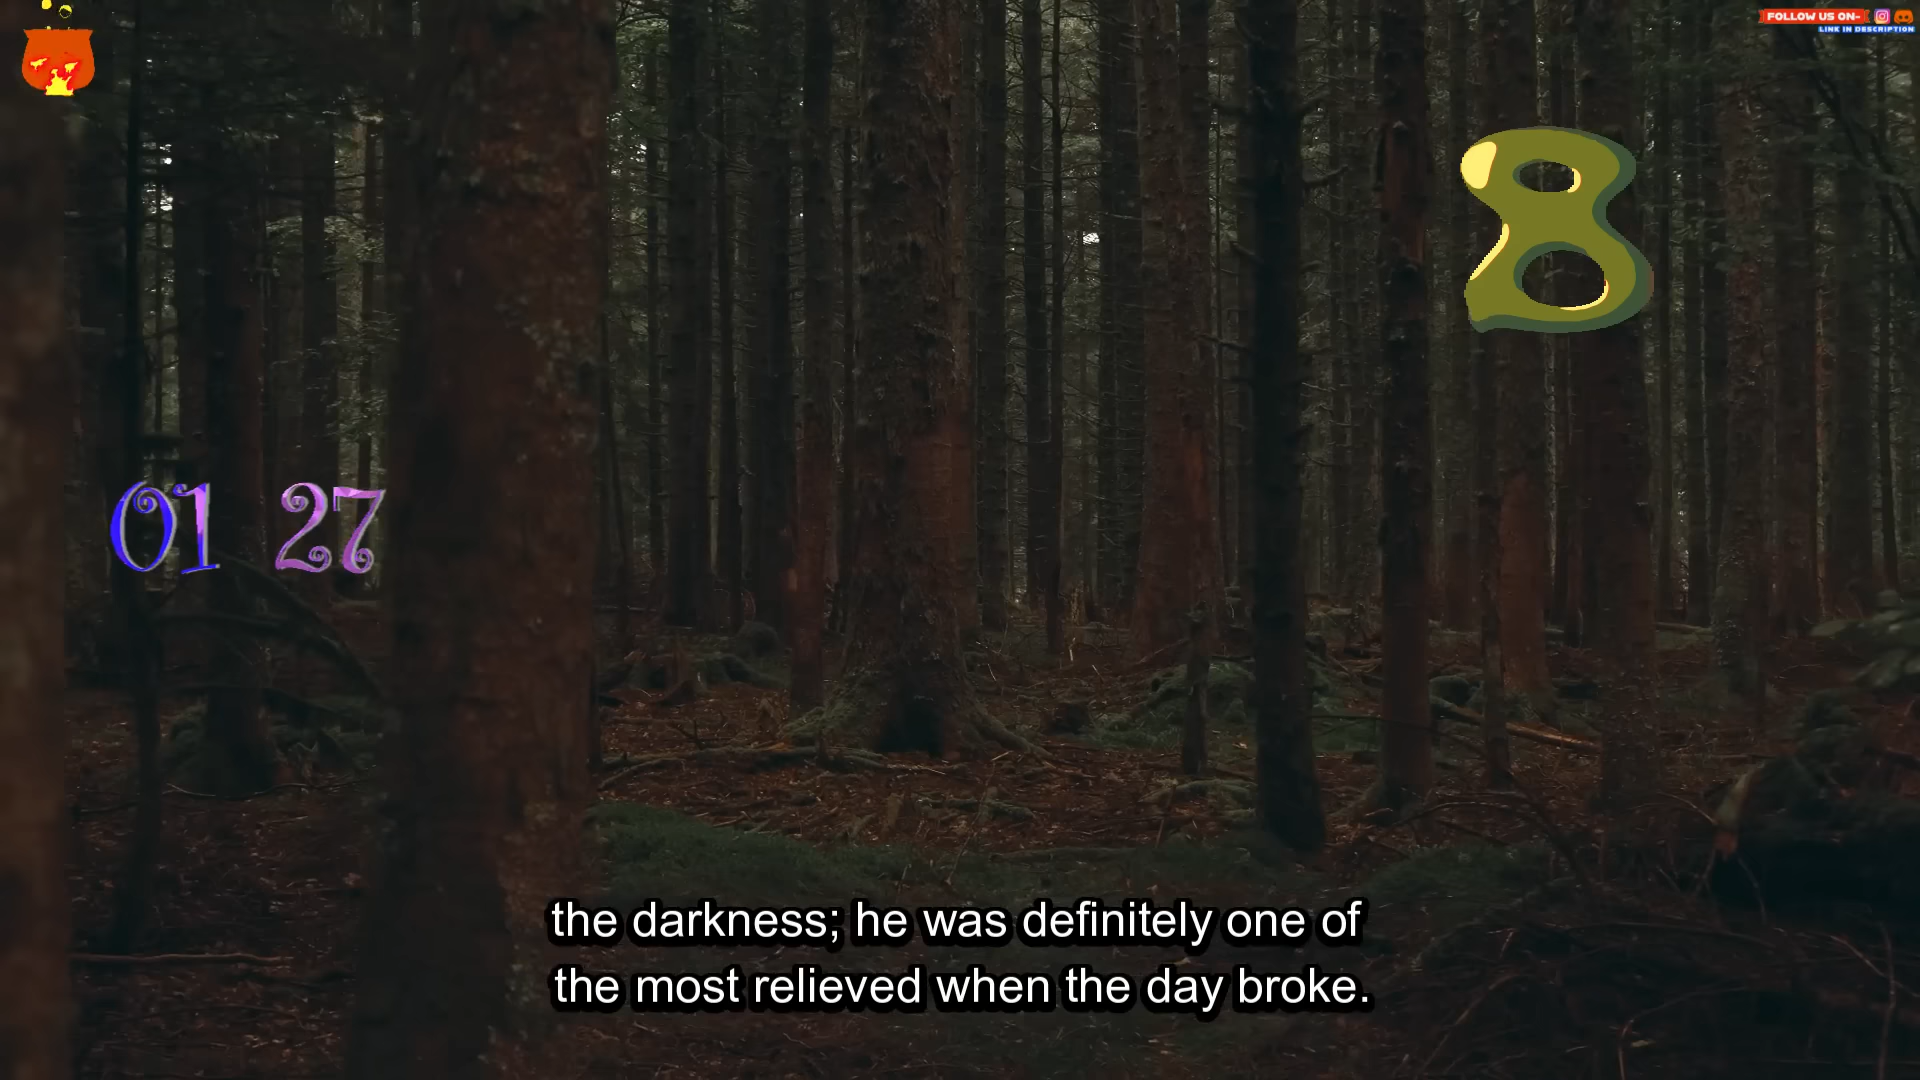 FOLLOW US ON-
LINK IN DESCRIPTION
8
01 27
the darkness; he was definitely one of
the most relieved when the day broke.